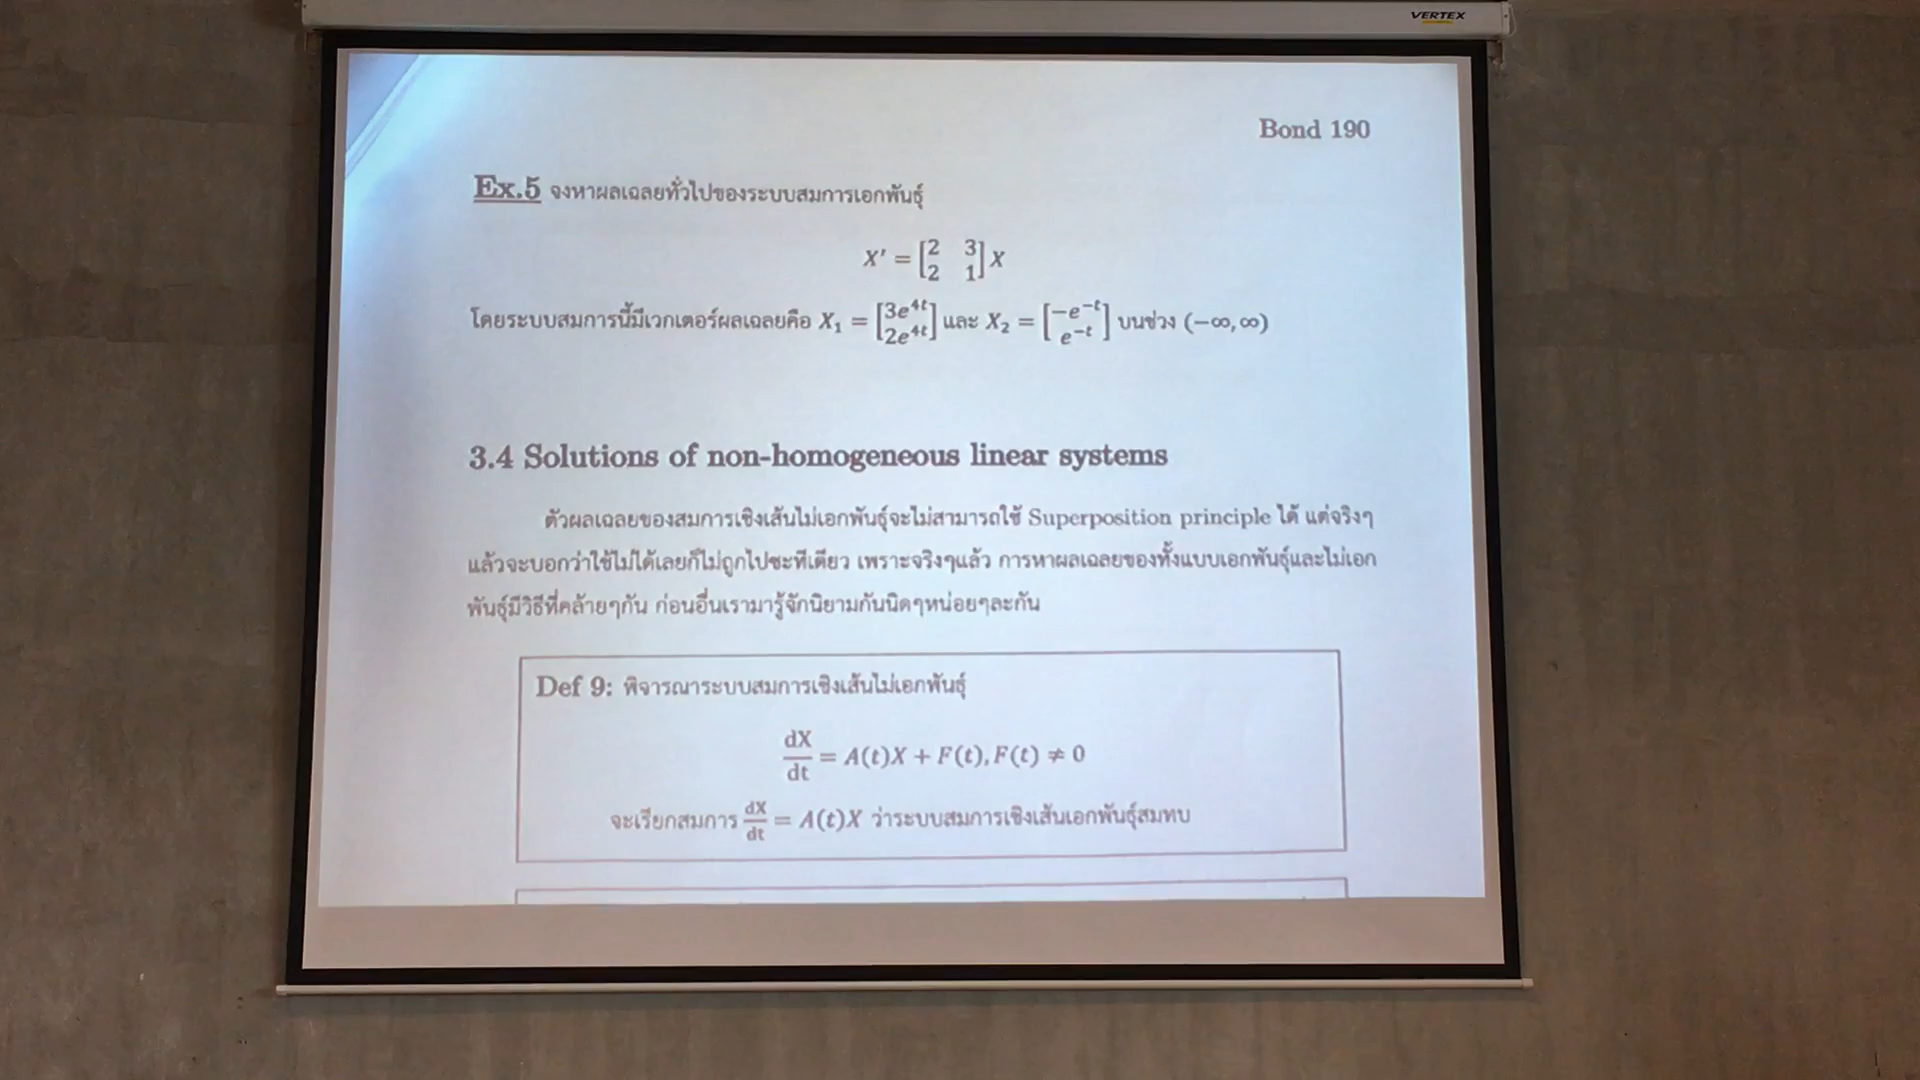 VERTEX
Bond 190
Ex.5 จงหาผลเฉลยทั่วไปของระบบสมการเอกพันธุ์
X′ = [2 3; 2 1] X
โดยระบบสมการนี้มีเวกเตอร์ผลเฉลยคือ X₁ = [3e⁴ᵗ; 2e⁴ᵗ] และ X₂ = [−e⁻ᵗ; e⁻ᵗ] บนช่วง (−∞, ∞)
3.4 Solutions of non-homogeneous linear systems
ตัวผลเฉลยของสมการเชิงเส้นไม่เอกพันธุ์จะไม่สามารถใช้ Superposition principle ได้ แต่จริงๆ
แล้วจะบอกว่าใช้ไม่ได้เลยก็ไม่ถูกไปซะทีเดียว เพราะจริงๆแล้ว การหาผลเฉลยของทั้งแบบเอกพันธุ์และไม่เอก
พันธุ์มีวิธีที่คล้ายๆกัน ก่อนอื่นเรามารู้จักนิยามกันนิดๆหน่อยๆละกัน
Def 9: พิจารณาระบบสมการเชิงเส้นไม่เอกพันธุ์
dX/dt = A(t)X + F(t), F(t) ≠ 0
จะเรียกสมการ dX/dt = A(t)X ว่าระบบสมการเชิงเส้นเอกพันธุ์สมทบ